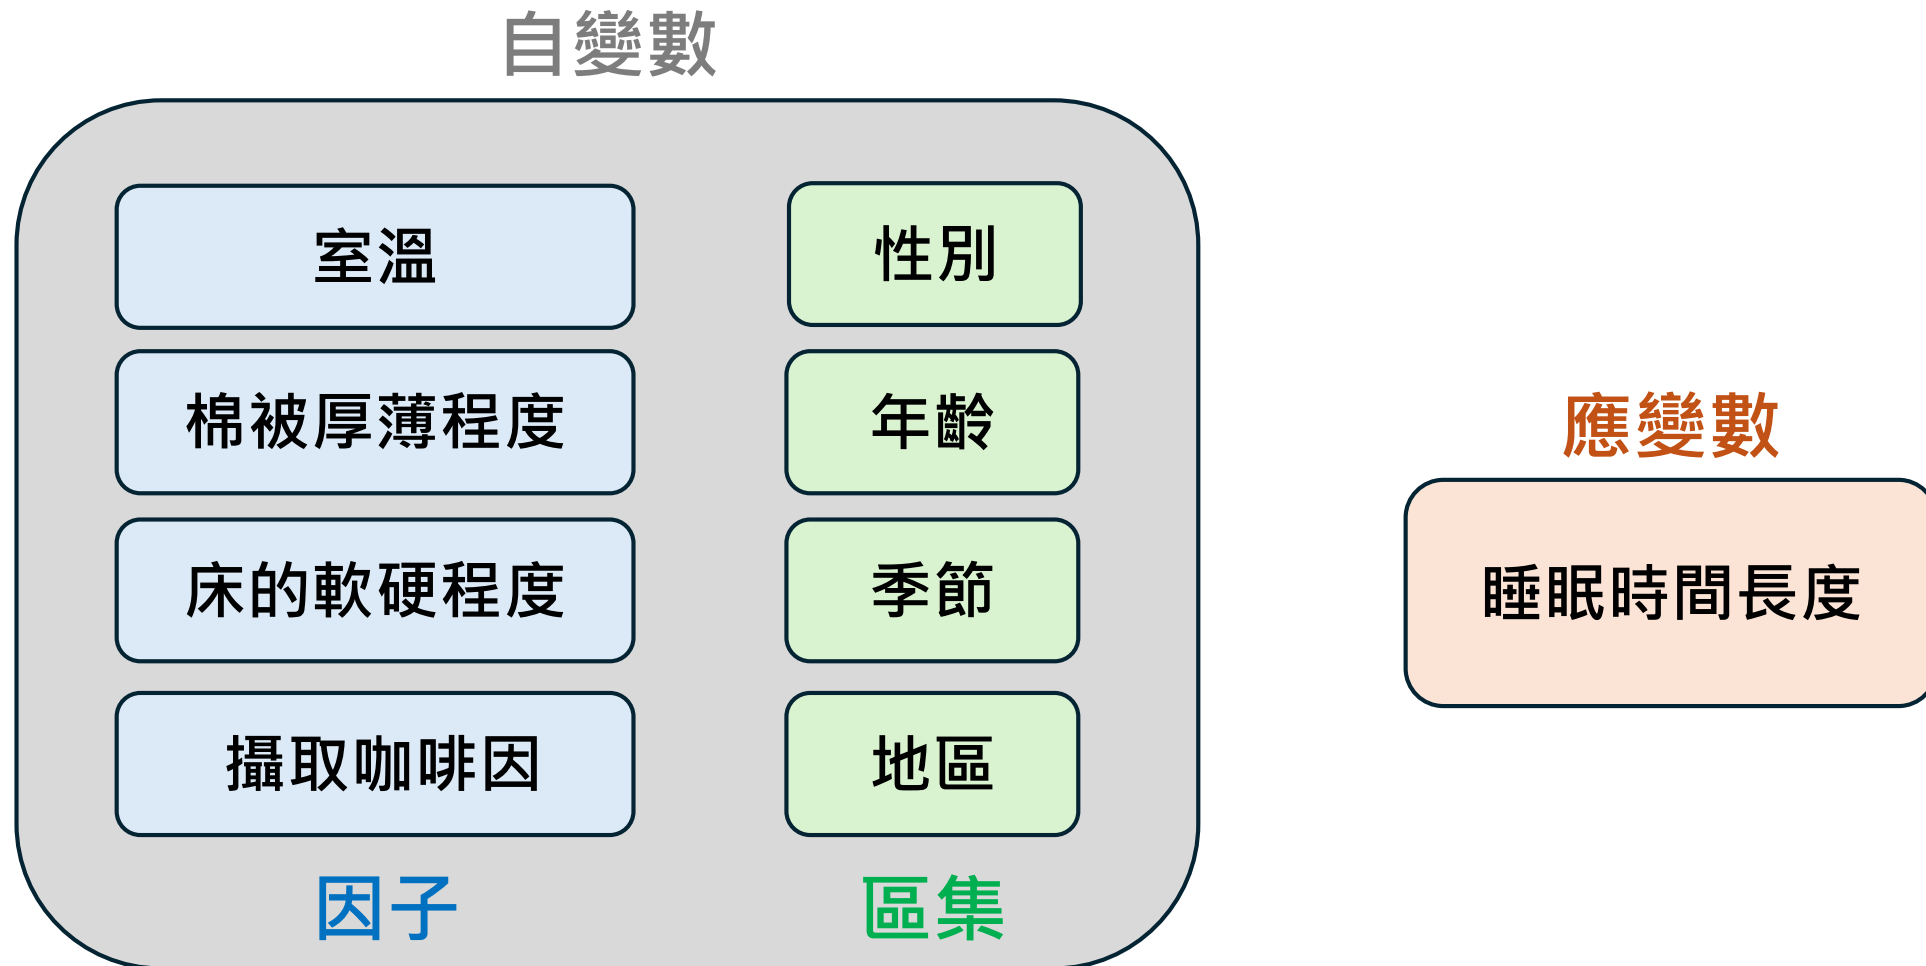 自變數
室溫
性別
棉被厚薄程度
年齡
床的軟硬程度
季節
攝取咖啡因
地區
因子
區集
應變數
睡眠時間長度